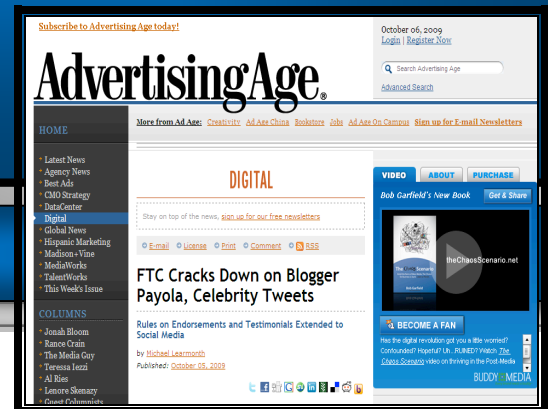 Subscribe to Advertising Age today!
October 06, 2009
Login | Register Now
AdvertisingAge®
Search Advertising Age
Advanced Search
HOME
More from Ad Age: Creativity Ad Age China Bookstore Jobs Ad Age On Campus Sign up for E-mail Newsletters
Latest News
Agency News
Best Ads
CMO Strategy
DataCenter
Digital
Global News
Hispanic Marketing
Madison+Vine
MediaWorks
TalentWorks
This Week's Issue
COLUMNS
Jonah Bloom
Rance Crain
The Media Guy
Teressa Iezzi
Al Ries
Lenore Skenazy
Guest Columnists
DIGITAL
Stay on top of the news, sign up for our free newsletters
E-mail License Print Comment RSS
FTC Cracks Down on Blogger
Payola, Celebrity Tweets
Rules on Endorsements and Testimonials Extended to
Social Media
by Michael Learmonth
Published: October 05, 2009
VIDEO ABOUT PURCHASE
Bob Garfield's New Book Get & Share
theChaosScenario.net
BECOME A FAN
Has the digital revolution got you a little worried?
Confounded? Hopeful? Uh...RUINED? Watch The
Chaos Scenario video on thriving in the Post-Media
BUDDYMEDIA